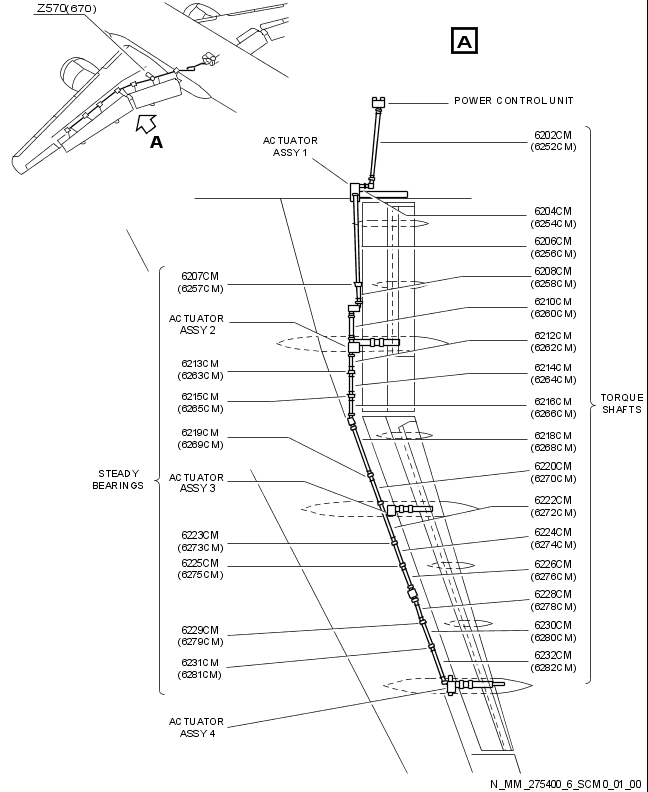 Z570(670)
A
A
POWER CONTROL UNIT
ACTUATOR
ASSY 1
6202CM
(6252CM)
6204CM
(6254CM)
6206CM
(6256CM)
6207CM
(6257CM)
6208CM
(6258CM)
6210CM
(6260CM)
ACTUATOR
ASSY 2
6212CM
(6262CM)
6213CM
(6263CM)
6214CM
(6264CM)
6215CM
(6265CM)
6216CM
(6266CM)
TORQUE
SHAFTS
6219CM
(6269CM)
6218CM
(6268CM)
STEADY
BEARINGS
ACTUATOR
ASSY 3
6220CM
(6270CM)
6222CM
(6272CM)
6223CM
(6273CM)
6224CM
(6274CM)
6225CM
(6275CM)
6226CM
(6276CM)
6228CM
(6278CM)
6229CM
(6279CM)
6230CM
(6280CM)
6231CM
(6281CM)
6232CM
(6282CM)
ACTUATOR
ASSY 4
N_MM_275400_6_SCM0_01_00